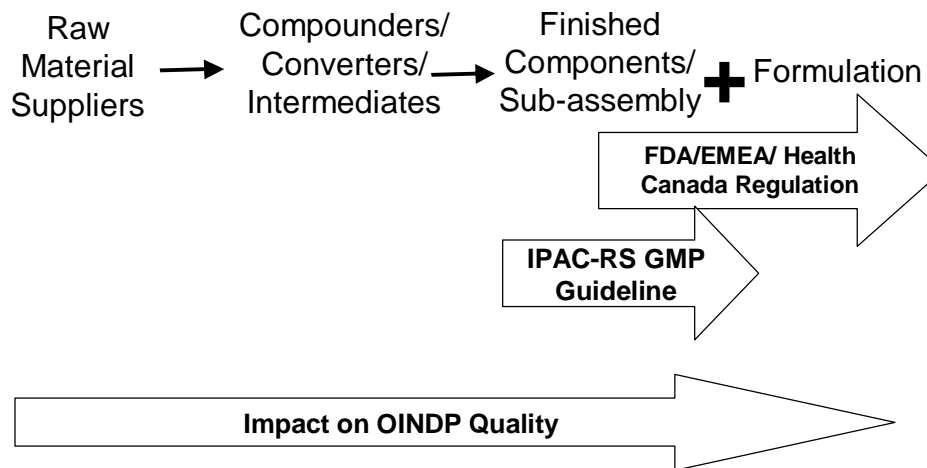 Raw
Material
Suppliers
Compounders/
Converters/
Intermediates
Finished
Components/
Sub-assembly
+
Formulation
FDA/EMEA/ Health
Canada Regulation
IPAC-RS GMP
Guideline
Impact on OINDP Quality